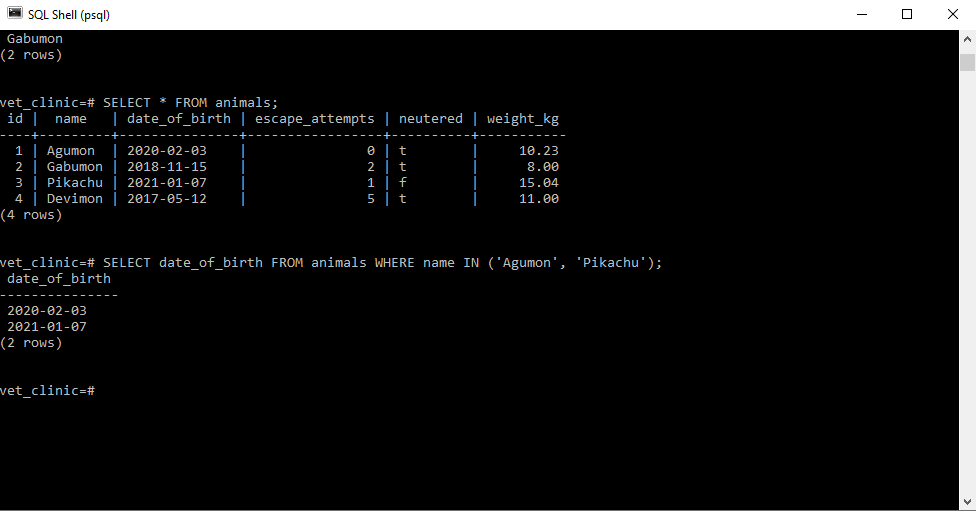 SQL Shell (psql)
 Gabumon
(2 rows)
vet_clinic=# SELECT * FROM animals;
 id |  name   | date_of_birth | escape_attempts | neutered | weight_kg
----+---------+---------------+-----------------+----------+-----------
  1 | Agumon  | 2020-02-03    |               0 | t        |     10.23
  2 | Gabumon | 2018-11-15    |               2 | t        |      8.00
  3 | Pikachu | 2021-01-07    |               1 | f        |     15.04
  4 | Devimon | 2017-05-12    |               5 | t        |     11.00
(4 rows)
vet_clinic=# SELECT date_of_birth FROM animals WHERE name IN ('Agumon', 'Pikachu');
 date_of_birth
---------------
 2020-02-03
 2021-01-07
(2 rows)
vet_clinic=#